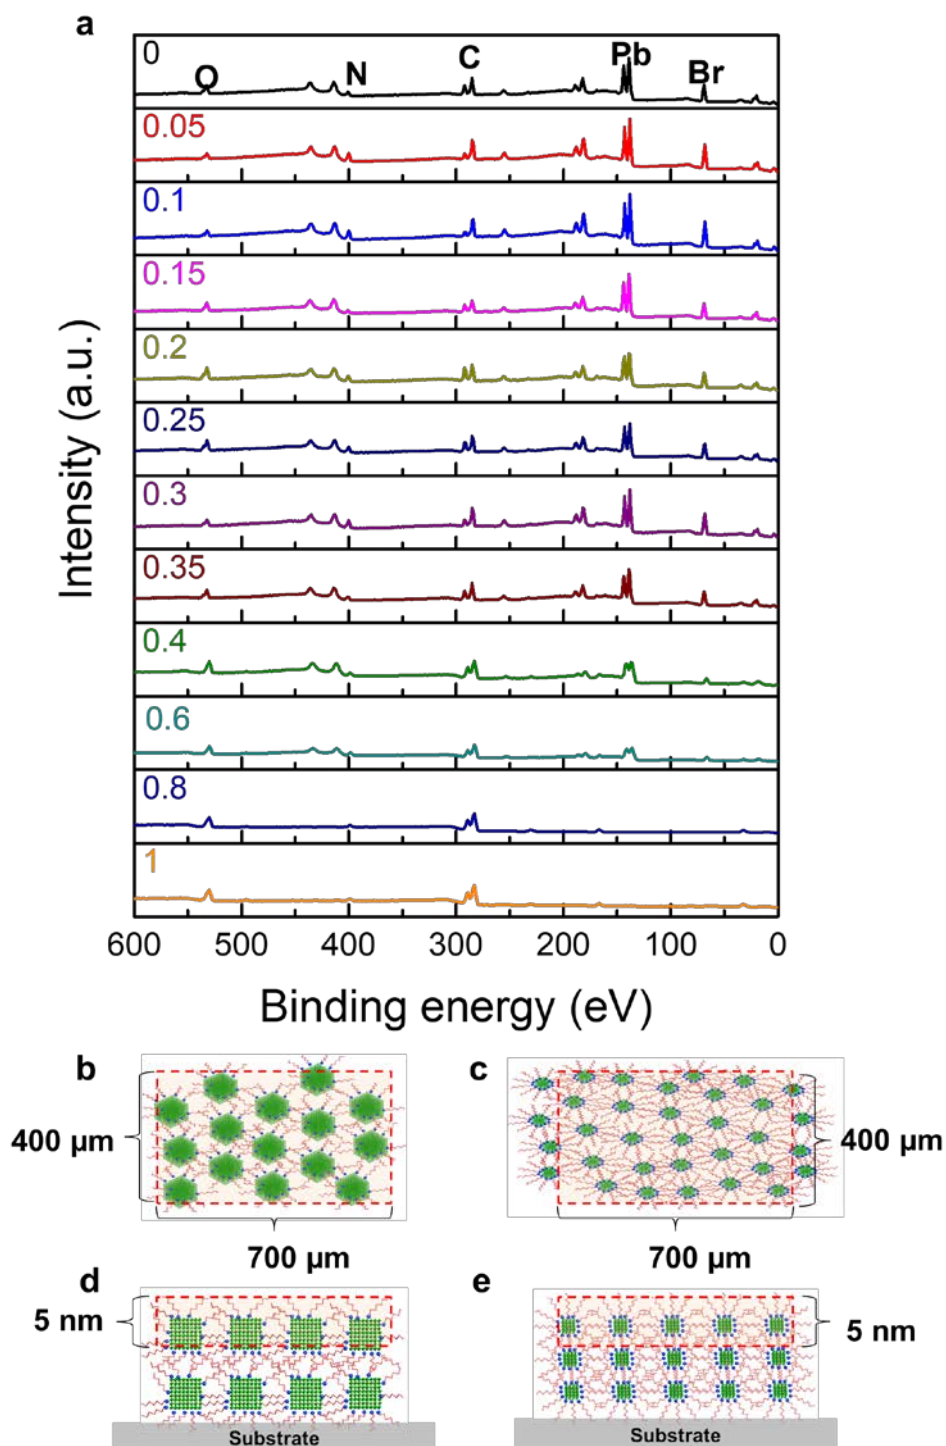 a
0
O
N
C
Pb
Br
0.05
0.1
0.15
0.2
0.25
0.3
0.35
0.4
0.6
0.8
1
Intensity (a.u.)
600 500 400 300 200 100 0
Binding energy (eV)
b
400 µm
700 µm
c
400 µm
700 µm
d
5 nm
Substrate
e
5 nm
Substrate